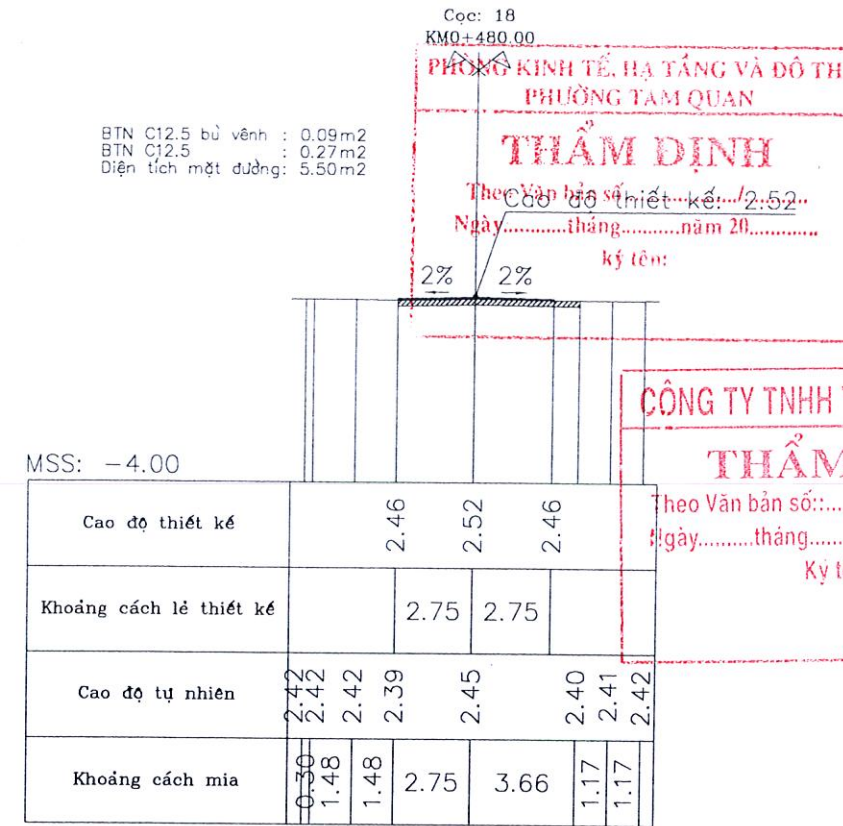 Cọc: 18
KM0+480.00
PHÒNG KINH TẾ, HẠ TẦNG VÀ ĐÔ TH
PHƯỜNG TAM QUAN
THẨM ĐỊNH
Theo Văn bản số............./...........
Ngày............tháng..........năm 20............
ký tên:
BTN C12.5 bù vênh : 0.09m2
BTN C12.5 : 0.27m2
Diện tích mặt đường: 5.50m2
Cao độ thiết kế: 2.52
2% 2%
CÔNG TY TNHH
THẨM
Theo Văn bản số::...
Ngày..........tháng.......
Ký t
MSS: -4.00
Cao độ thiết kế 2.46 2.52 2.46
Khoảng cách lẻ thiết kế 2.75 2.75
Cao độ tự nhiên 2.42 2.42 2.42 2.39 2.45 2.40 2.41 2.42
Khoảng cách mia 0.30 1.48 1.48 2.75 3.66 1.17 1.17